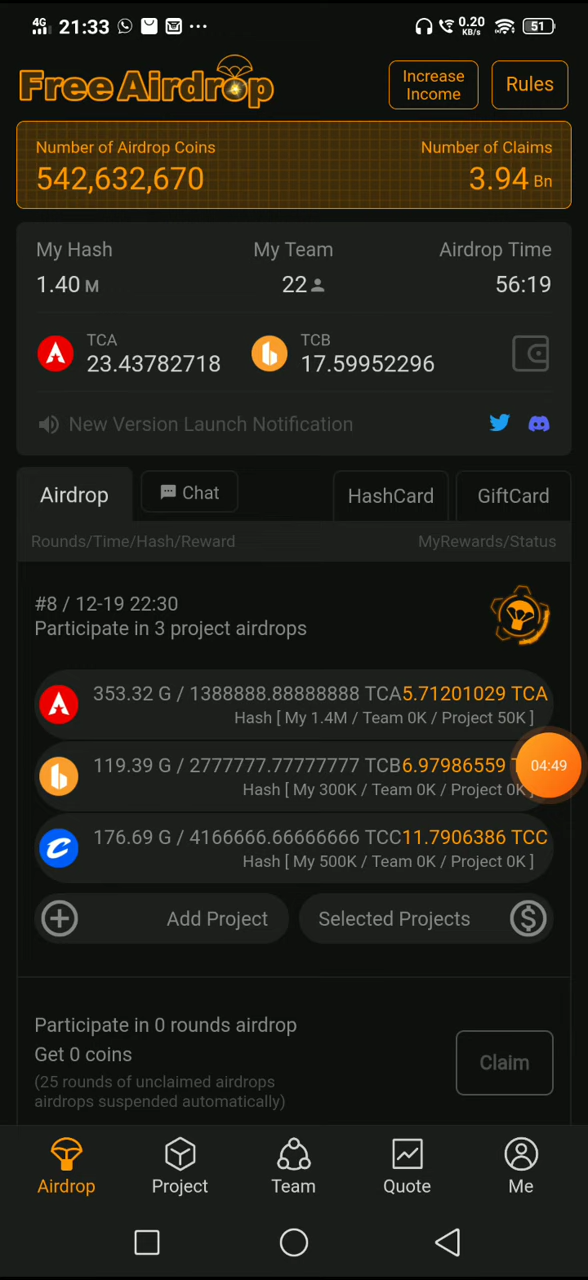 4G 21:33 0.20 KB/s 51
Free Airdrop
Increase Income
Rules
Number of Airdrop Coins
Number of Claims
542,632,670
3.94 Bn
My Hash
My Team
Airdrop Time
1.40 M
22
56:19
TCA
23.43782718
TCB
17.59952296
New Version Launch Notification
Airdrop
Chat
HashCard
GiftCard
Rounds/Time/Hash/Reward
MyRewards/Status
#8 / 12-19 22:30
Participate in 3 project airdrops
353.32 G / 1388888.88888888 TCA5.71201029 TCA
Hash [ My 1.4M / Team 0K / Project 50K ]
119.39 G / 2777777.77777777 TCB6.97986559
04:49
Hash [ My 300K / Team 0K / Project 0K ]
176.69 G / 4166666.66666666 TCC11.7906386 TCC
Hash [ My 500K / Team 0K / Project 0K ]
Add Project
Selected Projects
Participate in 0 rounds airdrop
Get 0 coins
(25 rounds of unclaimed airdrops
airdrops suspended automatically)
Claim
Airdrop
Project
Team
Quote
Me